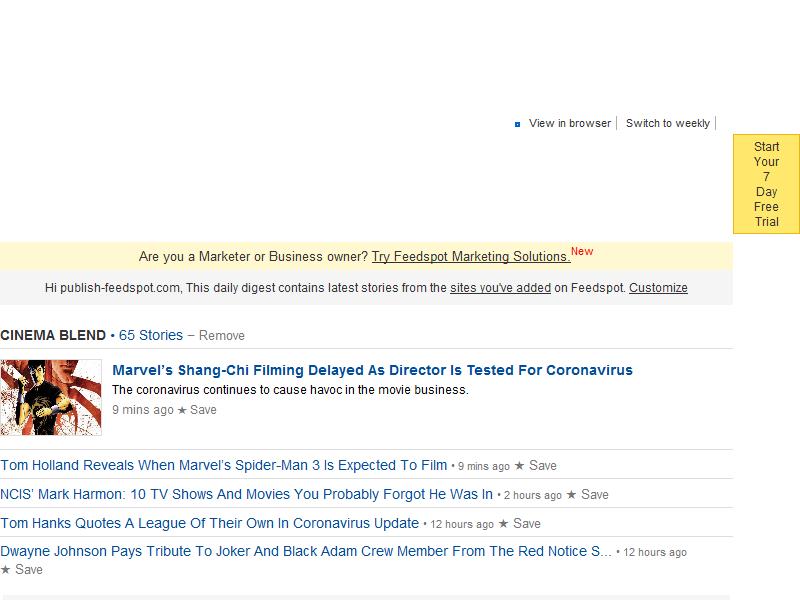 View in browser
Switch to weekly
Start
Your
7
Day
Free
Trial
Are you a Marketer or Business owner? Try Feedspot Marketing Solutions.New
Hi publish-feedspot.com, This daily digest contains latest stories from the sites you've added on Feedspot. Customize
CINEMA BLEND • 65 Stories – Remove
Marvel's Shang-Chi Filming Delayed As Director Is Tested For Coronavirus
The coronavirus continues to cause havoc in the movie business.
9 mins ago ★ Save
Tom Holland Reveals When Marvel's Spider-Man 3 Is Expected To Film • 9 mins ago ★ Save
NCIS' Mark Harmon: 10 TV Shows And Movies You Probably Forgot He Was In • 2 hours ago ★ Save
Tom Hanks Quotes A League Of Their Own In Coronavirus Update • 12 hours ago ★ Save
Dwayne Johnson Pays Tribute To Joker And Black Adam Crew Member From The Red Notice S... • 12 hours ago
★ Save